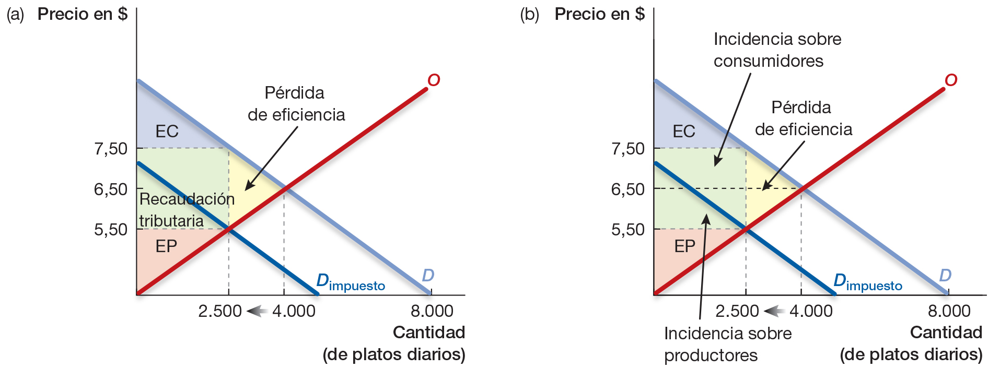 (a) Precio en $
Pérdida
de eficiencia
O
EC
7,50
6,50
Recaudación
tributaria
5,50
EP
D impuesto
D
2.500 4.000 8.000
Cantidad
(de platos diarios)
(b) Precio en $
Incidencia sobre
consumidores
O
Pérdida
de eficiencia
EC
7,50
6,50
5,50
EP
D impuesto
D
2.500 4.000 8.000
Incidencia sobre
productores
Cantidad
(de platos diarios)